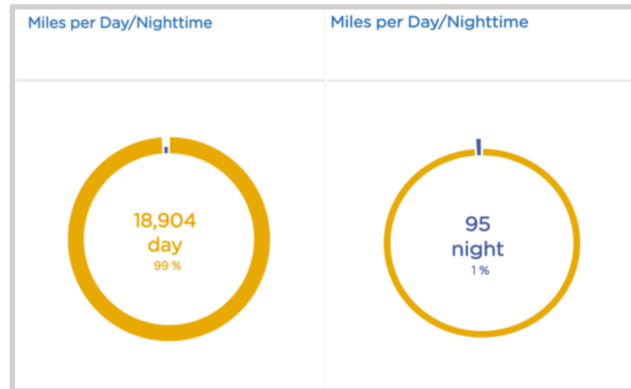 Miles per Day/Nighttime
18,904
day
99 %
Miles per Day/Nighttime
95
night
1 %